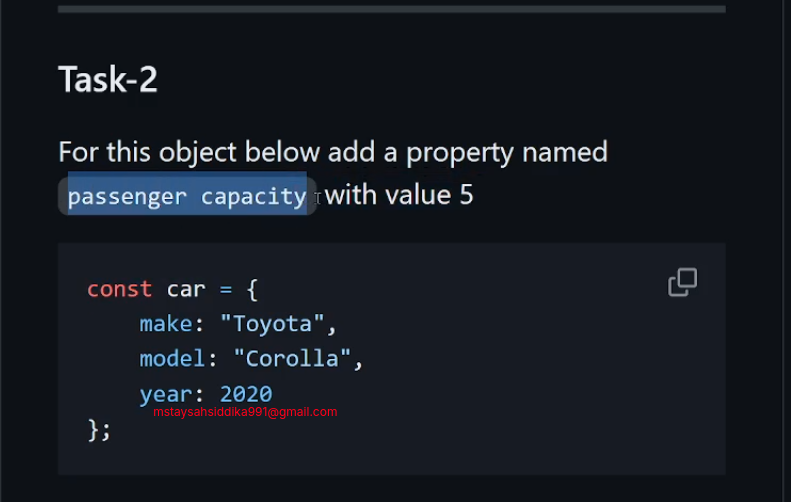 Task-2
For this object below add a property named
passenger capacity with value 5
const car = {
    make: "Toyota",
    model: "Corolla",
    year: 2020
mstaysahsiddika991@gmail.com
};